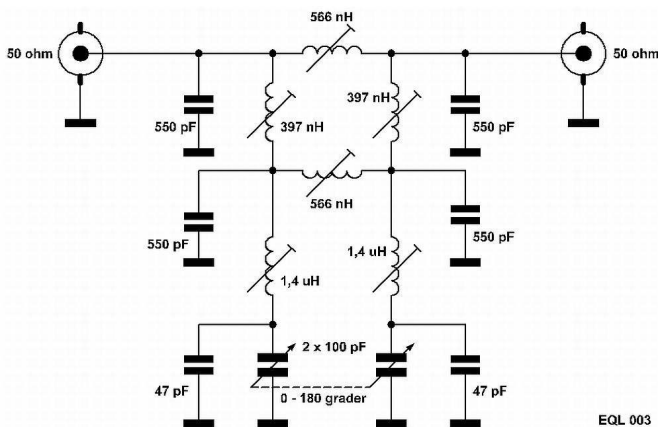 566 nH
50 ohm
50 ohm
397 nH
550 pF
397 nH
550 pF
566 nH
550 pF
550 pF
1,4 uH
1,4 uH
2 x 100 pF
47 pF
0 - 180 grader
47 pF
EQL 003